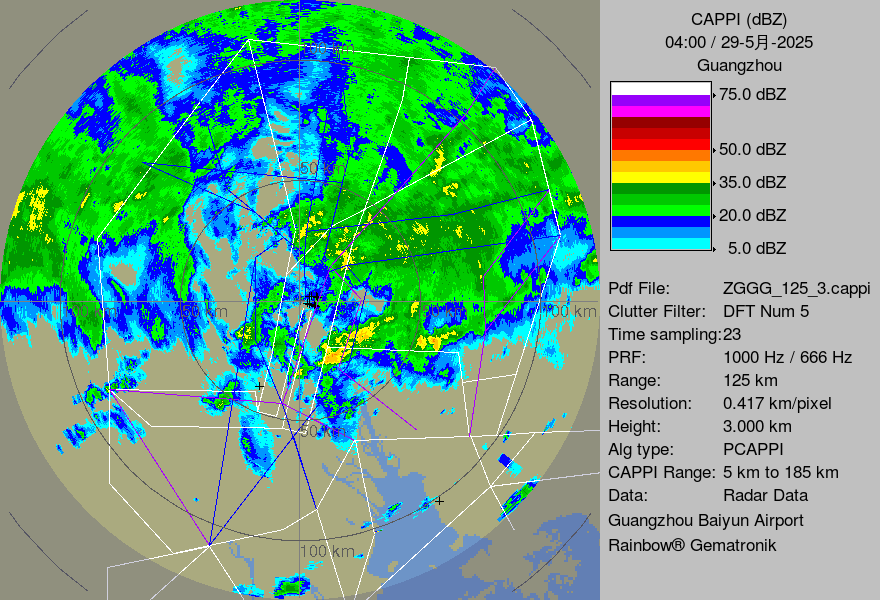 CAPPI (dBZ)
04:00 / 29-5月-2025
Guangzhou
75.0 dBZ
50.0 dBZ
35.0 dBZ
20.0 dBZ
5.0 dBZ
Pdf File: ZGGG_125_3.cappi
Clutter Filter: DFT Num 5
Time sampling:23
PRF: 1000 Hz / 666 Hz
Range: 125 km
Resolution: 0.417 km/pixel
Height: 3.000 km
Alg type: PCAPPI
CAPPI Range: 5 km to 185 km
Data: Radar Data
Guangzhou Baiyun Airport
Rainbow® Gematronik
50 km
100 km
50 km
100 km